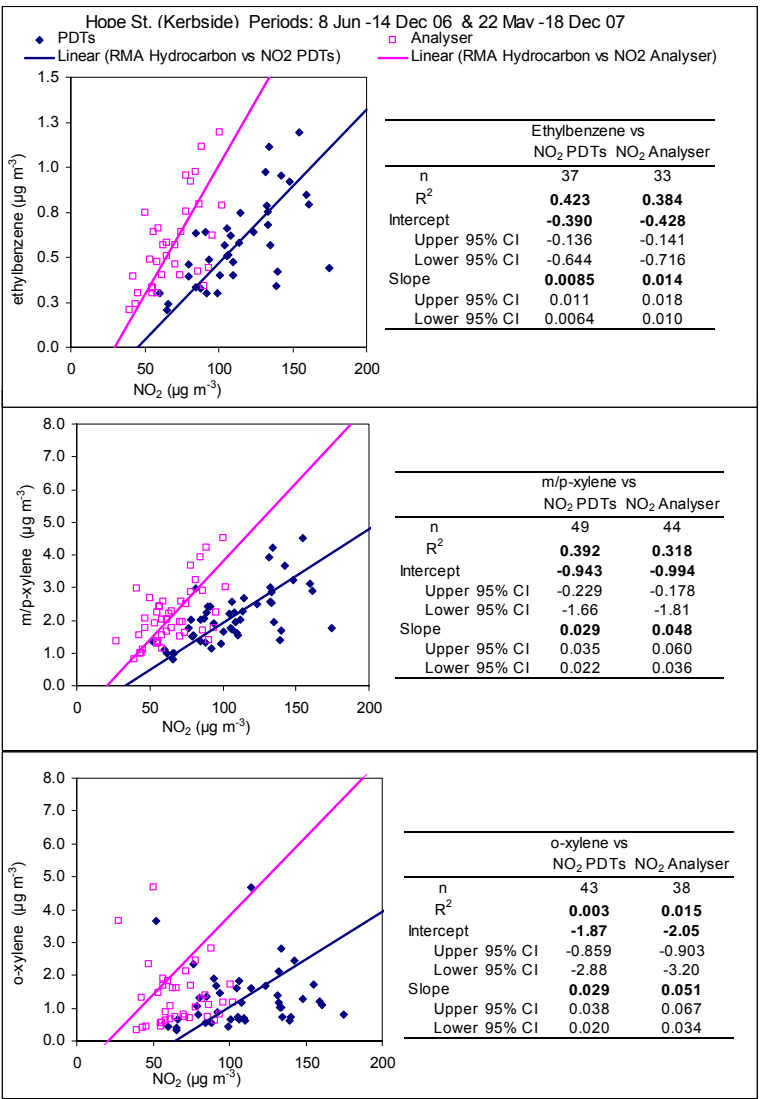 Hope St. (Kerbside) Periods: 8 Jun -14 Dec 06 & 22 May -18 Dec 07
PDTs
Analyser
Linear (RMA Hydrocarbon vs NO2 PDTs)
Linear (RMA Hydrocarbon vs NO2 Analyser)
1.5
1.3
1.0
0.8
0.5
0.3
0.0
ethylbenzene (µg m⁻³)
0 50 100 150 200
NO₂ (µg m⁻³)
Ethylbenzene vs
NO₂ PDTs NO₂ Analyser
n 37 33
R² 0.423 0.384
Intercept -0.390 -0.428
Upper 95% CI -0.136 -0.141
Lower 95% CI -0.644 -0.716
Slope 0.0085 0.014
Upper 95% CI 0.011 0.018
Lower 95% CI 0.0064 0.010
8.0
7.0
6.0
5.0
4.0
3.0
2.0
1.0
0.0
m/p-xylene (µg m⁻³)
0 50 100 150 200
NO₂ (µg m⁻³)
m/p-xylene vs
NO₂ PDTs NO₂ Analyser
n 49 44
R² 0.392 0.318
Intercept -0.943 -0.994
Upper 95% CI -0.229 -0.178
Lower 95% CI -1.66 -1.81
Slope 0.029 0.048
Upper 95% CI 0.035 0.060
Lower 95% CI 0.022 0.036
8.0
7.0
6.0
5.0
4.0
3.0
2.0
1.0
0.0
o-xylene (µg m⁻³)
0 50 100 150 200
NO₂ (µg m⁻³)
o-xylene vs
NO₂ PDTs NO₂ Analyser
n 43 38
R² 0.003 0.015
Intercept -1.87 -2.05
Upper 95% CI -0.859 -0.903
Lower 95% CI -2.88 -3.20
Slope 0.029 0.051
Upper 95% CI 0.038 0.067
Lower 95% CI 0.020 0.034